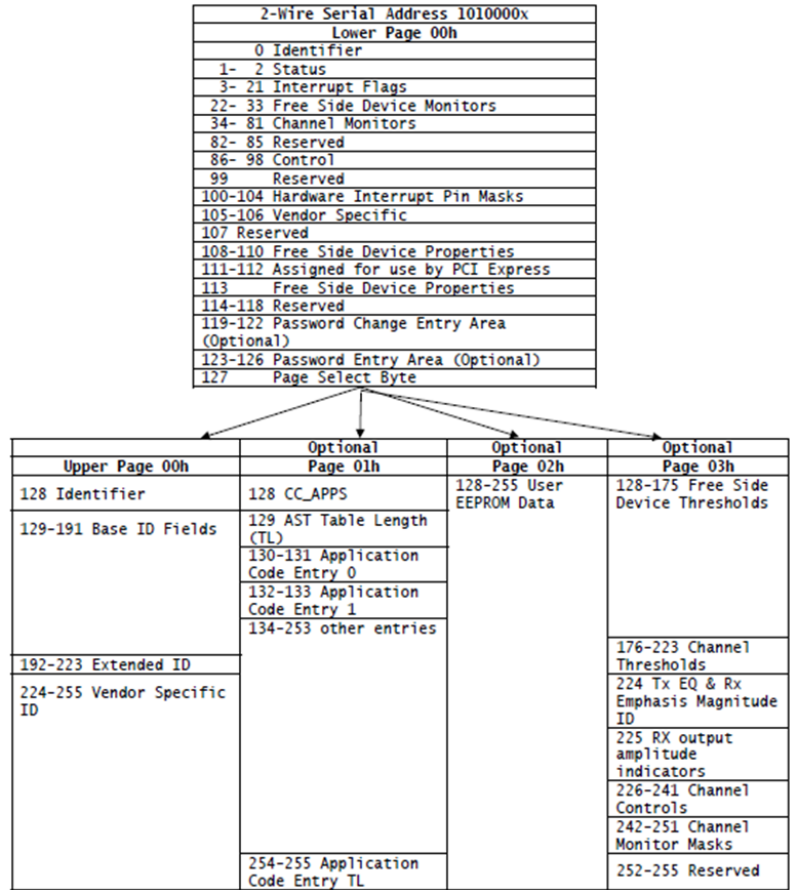 2-Wire Serial Address 1010000x
Lower Page 00h
0 Identifier
1- 2 Status
3- 21 Interrupt Flags
22- 33 Free Side Device Monitors
34- 81 Channel Monitors
82- 85 Reserved
86- 98 Control
99 Reserved
100-104 Hardware Interrupt Pin Masks
105-106 Vendor Specific
107 Reserved
108-110 Free Side Device Properties
111-112 Assigned for use by PCI Express
113 Free Side Device Properties
114-118 Reserved
119-122 Password Change Entry Area
(Optional)
123-126 Password Entry Area (Optional)
127 Page Select Byte
Upper Page 00h
128 Identifier
129-191 Base ID Fields
192-223 Extended ID
224-255 Vendor Specific
ID
Optional
Page 01h
128 CC_APPS
129 AST Table Length
(TL)
130-131 Application
Code Entry 0
132-133 Application
Code Entry 1
134-253 other entries
254-255 Application
Code Entry TL
Optional
Page 02h
128-255 User
EEPROM Data
Optional
Page 03h
128-175 Free Side
Device Thresholds
176-223 Channel
Thresholds
224 Tx EQ & Rx
Emphasis Magnitude
ID
225 RX output
amplitude
indicators
226-241 Channel
Controls
242-251 Channel
Monitor Masks
252-255 Reserved